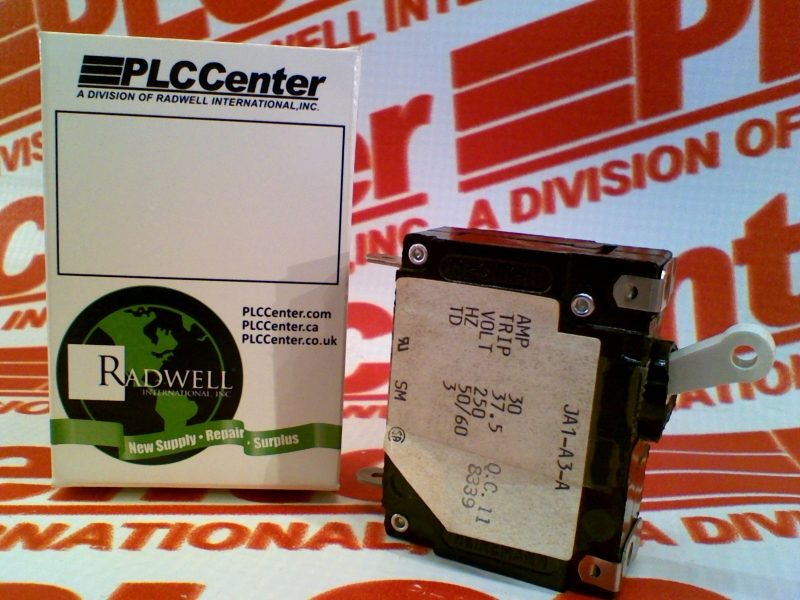 PLCCenter
A DIVISION OF RADWELL INTERNATIONAL, INC.
PLCCenter.com
PLCCenter.ca
PLCCenter.co.uk
RADWELL
INTERNATIONAL, INC.
New Supply • Repair • Surplus
JA1-A3-A
AMP 30
TRIP 37.5
VOLT 250
HZ 50/60
TD 3
O.C. 11
8339
SM
A DIVISION OF